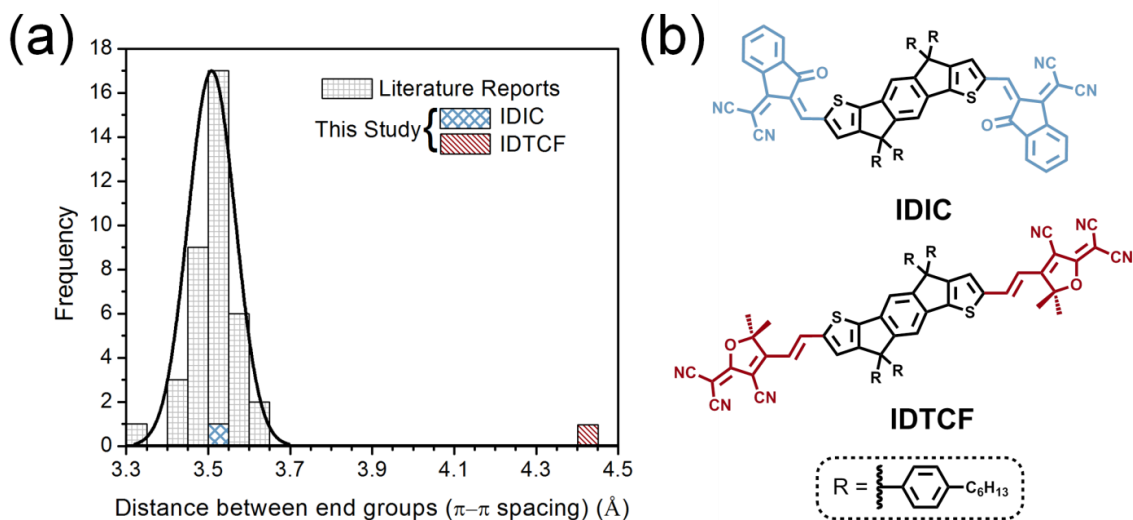 (a)
18
16
14
12
10
8
6
4
2
0
Frequency
3.3 3.5 3.7 3.9 4.1 4.3 4.5
Distance between end groups (π–π spacing) (Å)
Literature Reports
This Study { IDIC
IDTCF
(b)
R R
O
NC
CN
S
S
R R
CN
CN
O
IDIC
R R
S
S
R R
NC
NC CN
O
O
NC
CN
CN
CN
IDTCF
R = C6H13